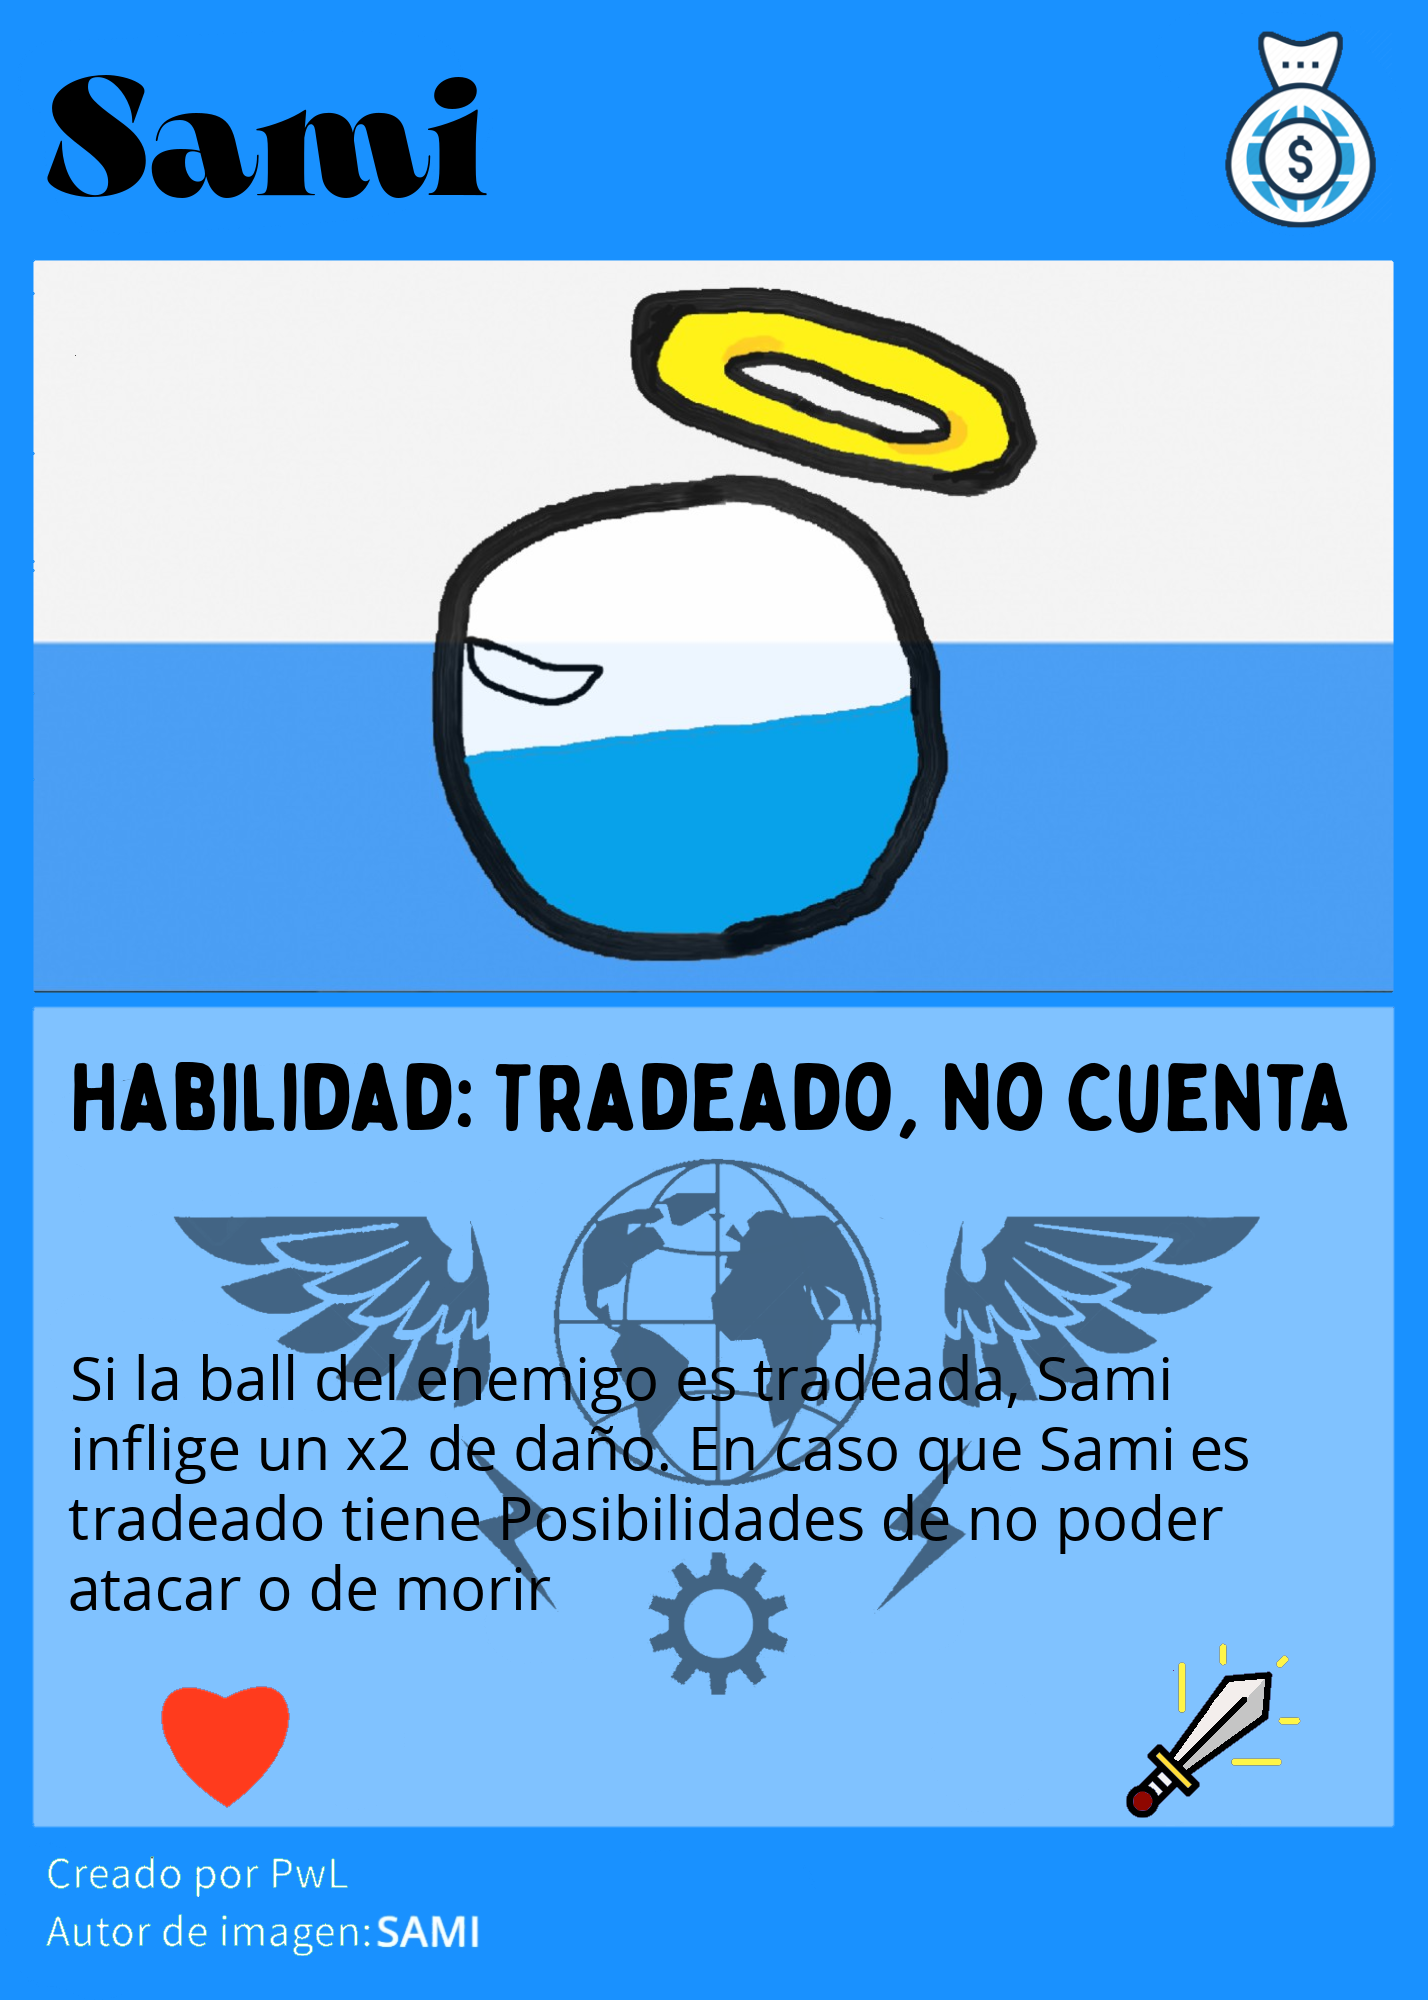 Sami
$
HABILIDAD: TRADEADO, NO CUENTA
Si la ball del enemigo es tradeada, Sami
inflige un x2 de daño. En caso que Sami es
tradeado tiene Posibilidades de no poder
atacar o de morir
Creado por PwL
Autor de imagen: SAMI